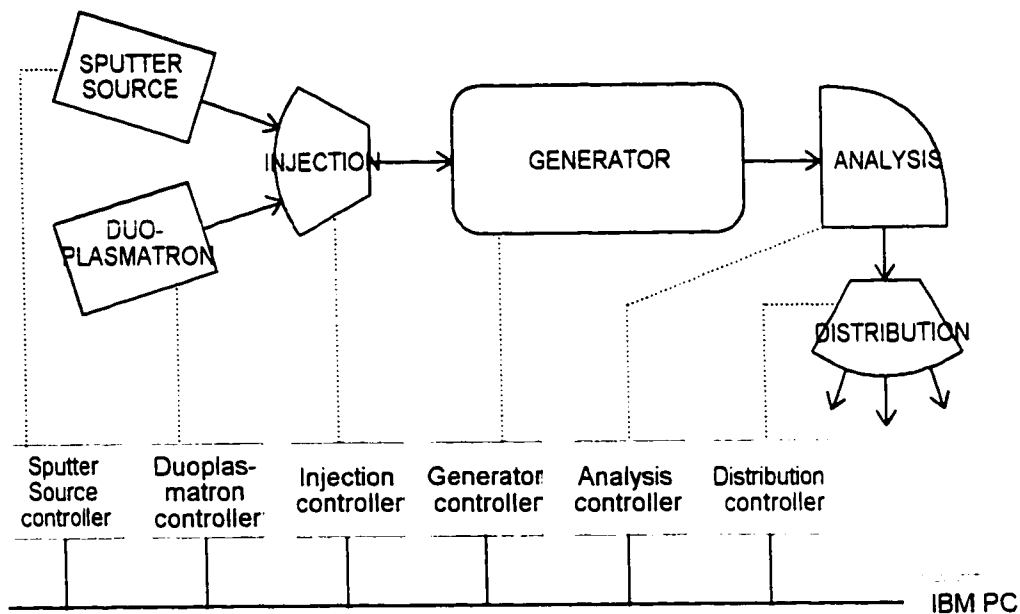 SPUTTER
SOURCE
DUO-
PLASMATRON
INJECTION
GENERATOR
ANALYSIS
DISTRIBUTION
Sputter
Source
controller
Duoplas-
matron
controller
Injection
controller
Generator
controller
Analysis
controller
Distribution
controller
IBM PC